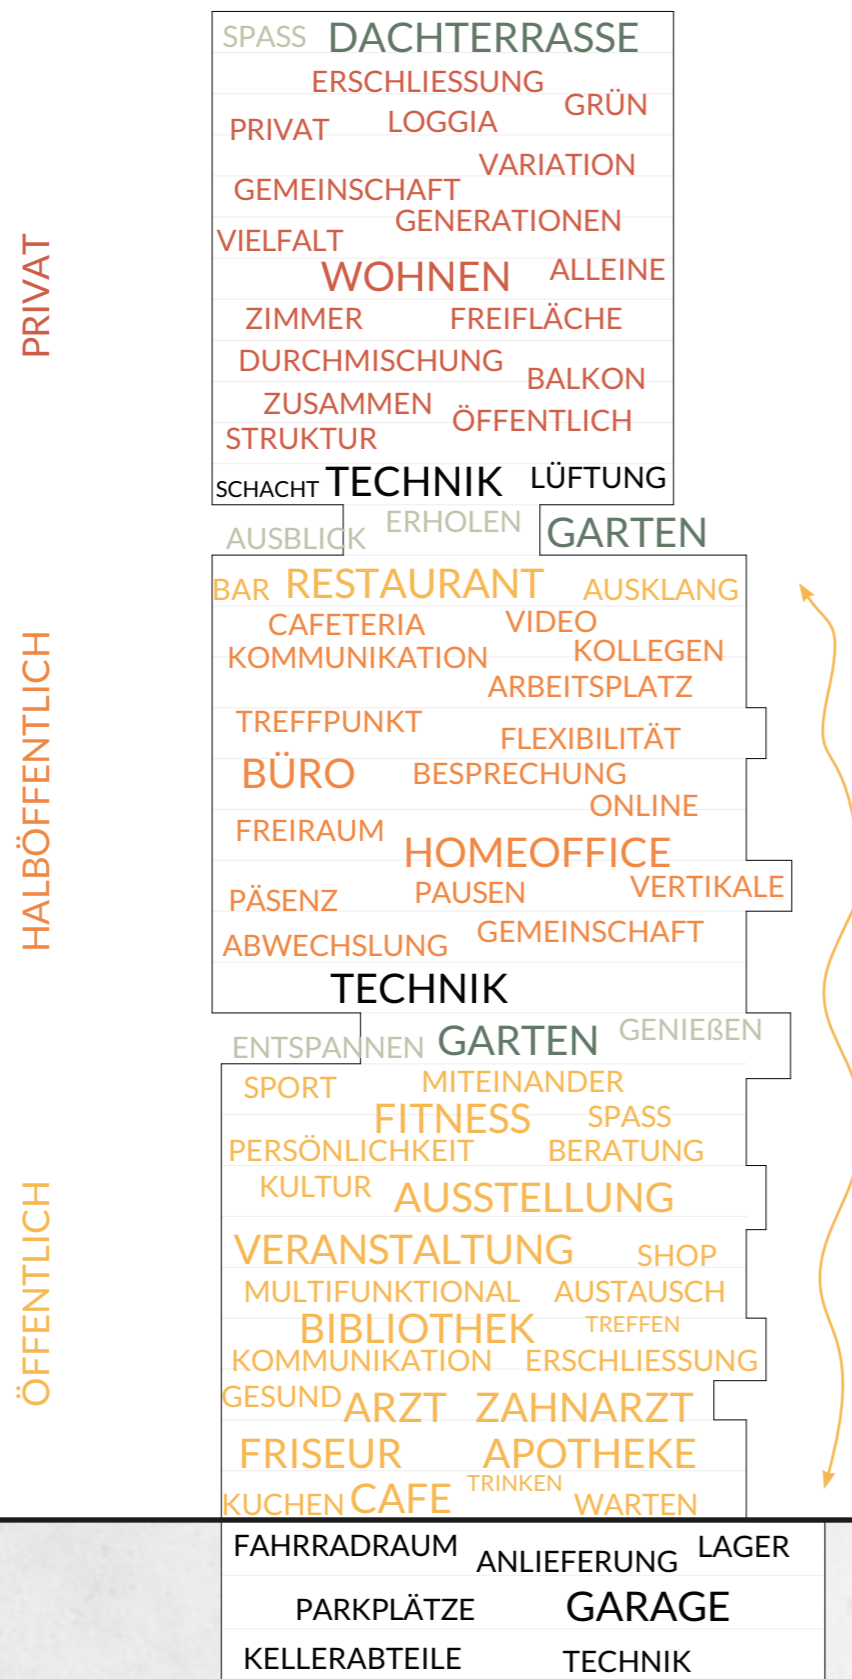 SPASS DACHTERRASSE
ERSCHLIESSUNG
GRÜN
PRIVAT LOGGIA
VARIATION
GEMEINSCHAFT
GENERATIONEN
VIELFALT
WOHNEN ALLEINE
ZIMMER FREIFLÄCHE
DURCHMISCHUNG
BALKON
ZUSAMMEN ÖFFENTLICH
STRUKTUR
SCHACHT TECHNIK LÜFTUNG
PRIVAT
AUSBLICK ERHOLEN GARTEN
BAR RESTAURANT AUSKLANG
CAFETERIA VIDEO
KOMMUNIKATION KOLLEGEN
ARBEITSPLATZ
TREFFPUNKT
FLEXIBILITÄT
BÜRO BESPRECHUNG
ONLINE
FREIRAUM
HOMEOFFICE
PÄSENZ PAUSEN VERTIKALE
ABWECHSLUNG GEMEINSCHAFT
TECHNIK
HALBÖFFENTLICH
ENTSPANNEN GARTEN GENIEßEN
SPORT MITEINANDER
FITNESS SPASS
PERSÖNLICHKEIT BERATUNG
KULTUR AUSSTELLUNG
VERANSTALTUNG SHOP
MULTIFUNKTIONAL AUSTAUSCH
BIBLIOTHEK TREFFEN
KOMMUNIKATION ERSCHLIESSUNG
GESUND ARZT ZAHNARZT
FRISEUR APOTHEKE
KUCHEN CAFE TRINKEN WARTEN
ÖFFENTLICH
FAHRRADRAUM ANLIEFERUNG LAGER
PARKPLÄTZE GARAGE
KELLERABTEILE TECHNIK